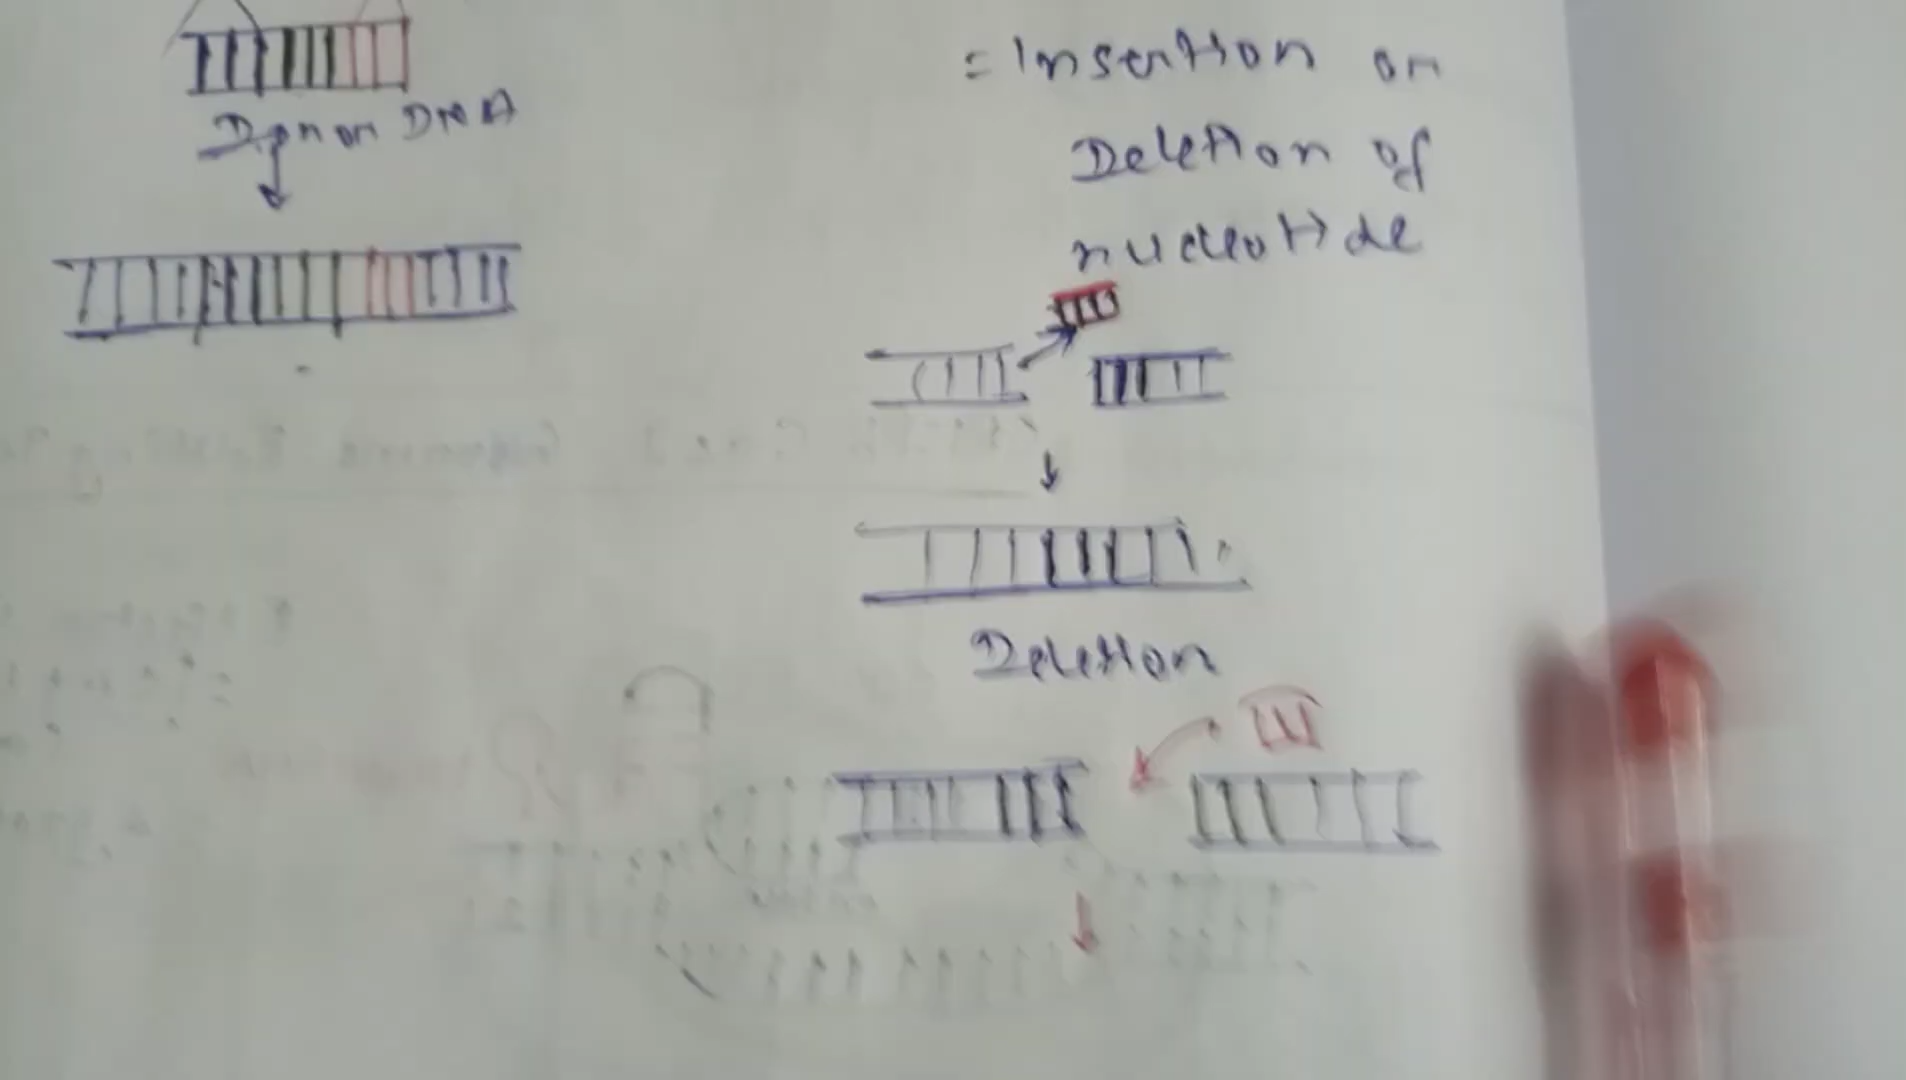 Donor DNA
= Insertion or
Deletion of
nucleotide
Deletion